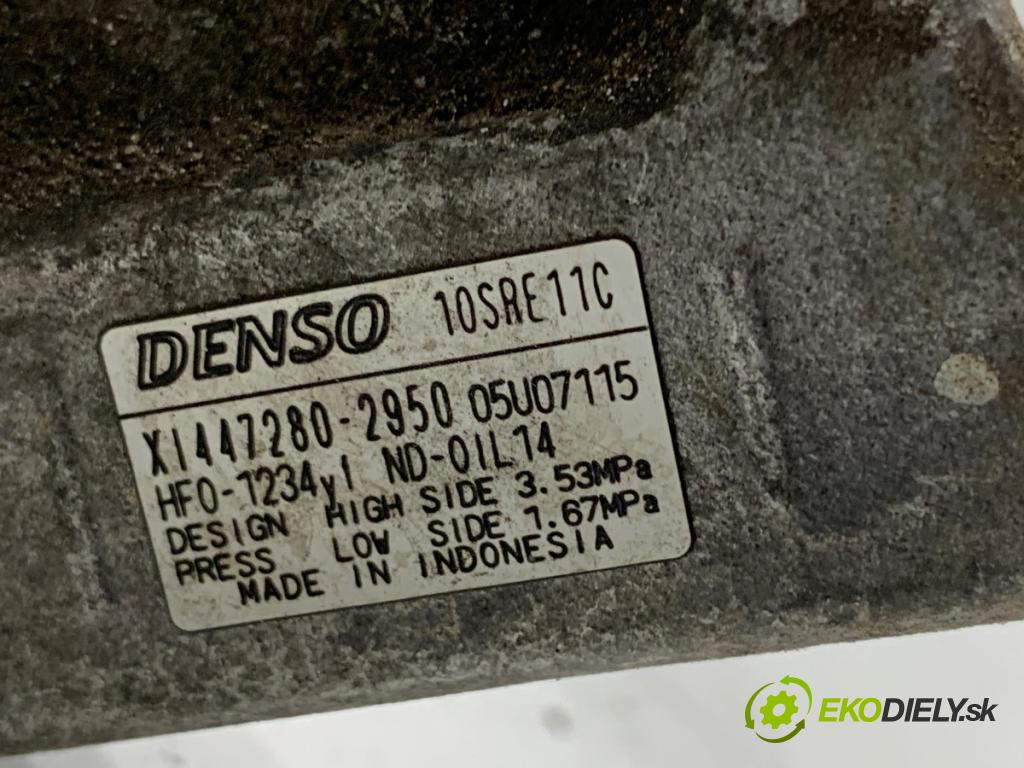 DENSO 10SRE11C
X1447280-2950 05U07115
HFO-1234yf ND-OIL14
DESIGN HIGH SIDE 3.53MPa
PRESS LOW SIDE 1.67MPa
MADE IN INDONESIA
EKODIELY.sk